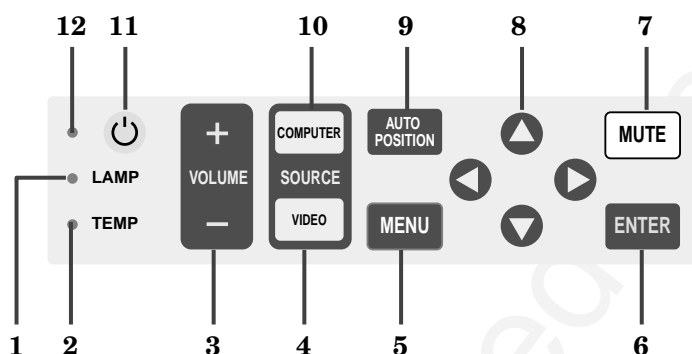 12 11 10 9 8 7
+ COMPUTER AUTO
POSITION MUTE
LAMP VOLUME SOURCE
TEMP − VIDEO MENU ENTER
1 2 3 4 5 6